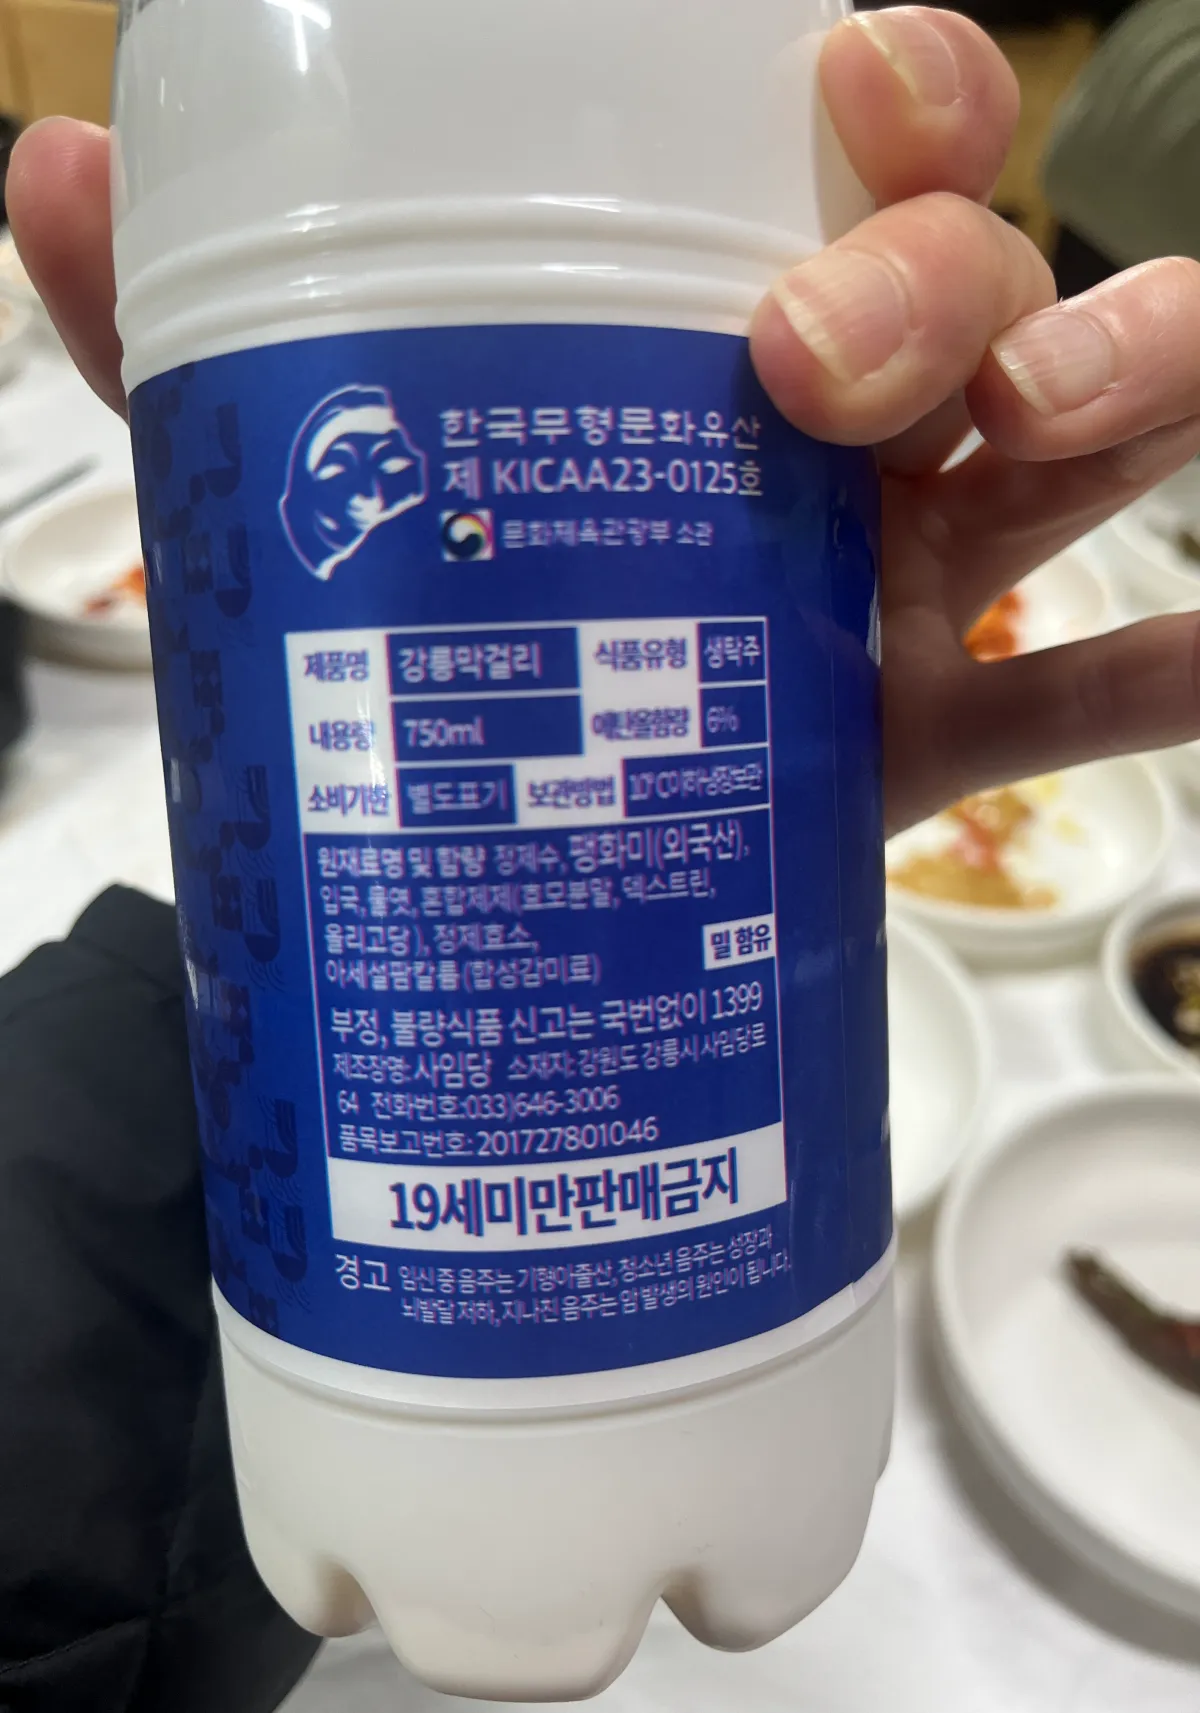 한국무형문화유산
제 KICAA23-0125호
문화체육관광부 소관
제품명 강릉막걸리 식품유형 생탁주
내용량 750ml 에탄올함량 6%
소비기한 별도표기 보관방법 10°C이하냉장보관
원재료명 및 함량 정제수, 팽화미(외국산),
입국, 물엿, 혼합제제(효모분말, 덱스트린,
올리고당), 정제효소,
밀 함유
아세설팜칼륨(합성감미료)
부정, 불량식품 신고는 국번없이 1399
제조장명:사임당 소재지:강원도 강릉시 사임당로
64 전화번호:033)646-3006
품목보고번호: 201727801046
19세미만판매금지
경고 임신 중 음주는 기형아출산, 청소년 음주는 성장과
뇌발달 저하, 지나친 음주는 암 발생의 원인이 됩니다.